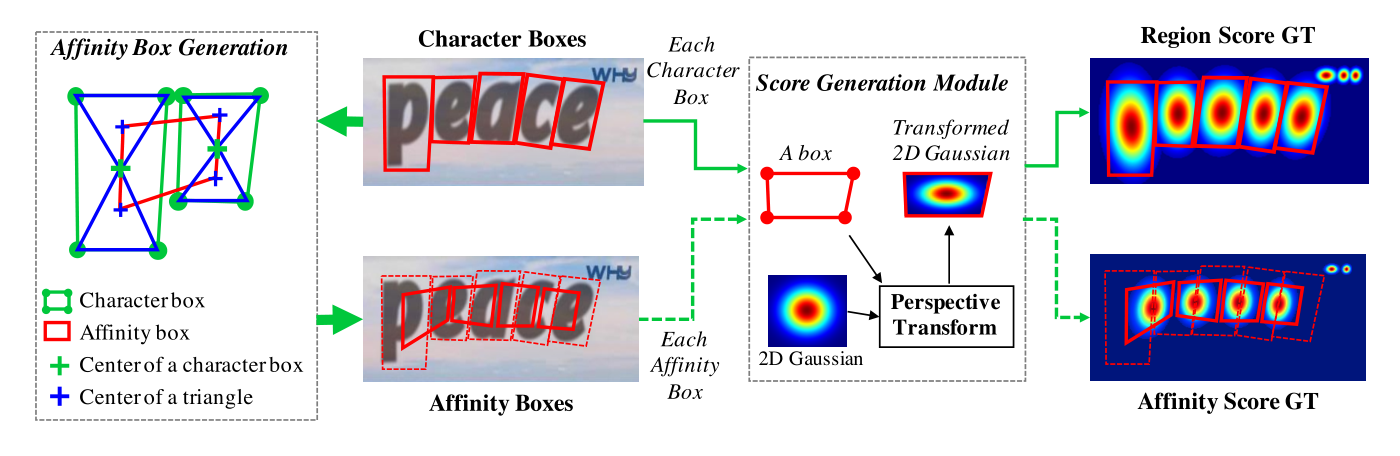 Affinity Box Generation
Character box
Affinity box
Center of a character box
Center of a triangle
Character Boxes
peace
WHY
peace
WHY
Affinity Boxes
Each
Character
Box
Each
Affinity
Box
Score Generation Module
A box
Transformed
2D Gaussian
2D Gaussian
Perspective
Transform
Region Score GT
Affinity Score GT